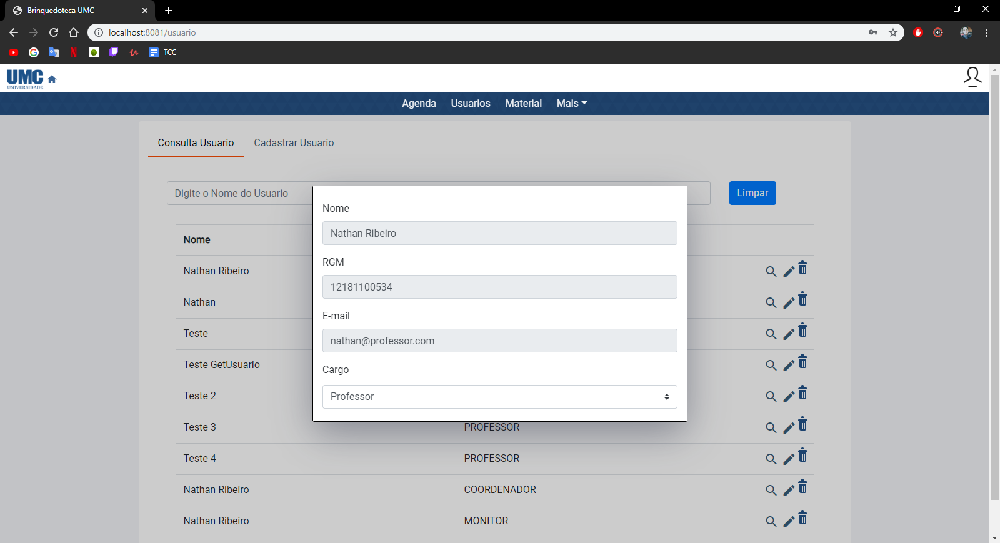 Brinquedoteca UMC
localhost:8081/usuario
TCC
UMC
UNIVERSIDADE
Agenda Usuarios Material Mais
Consulta Usuario Cadastrar Usuario
Digite o Nome do Usuario
Limpar
Nome
Nathan Ribeiro
Nathan
Teste
Teste GetUsuario
Teste 2
Teste 3 PROFESSOR
Teste 4 PROFESSOR
Nathan Ribeiro COORDENADOR
Nathan Ribeiro MONITOR
Nome
Nathan Ribeiro
RGM
12181100534
E-mail
nathan@professor.com
Cargo
Professor